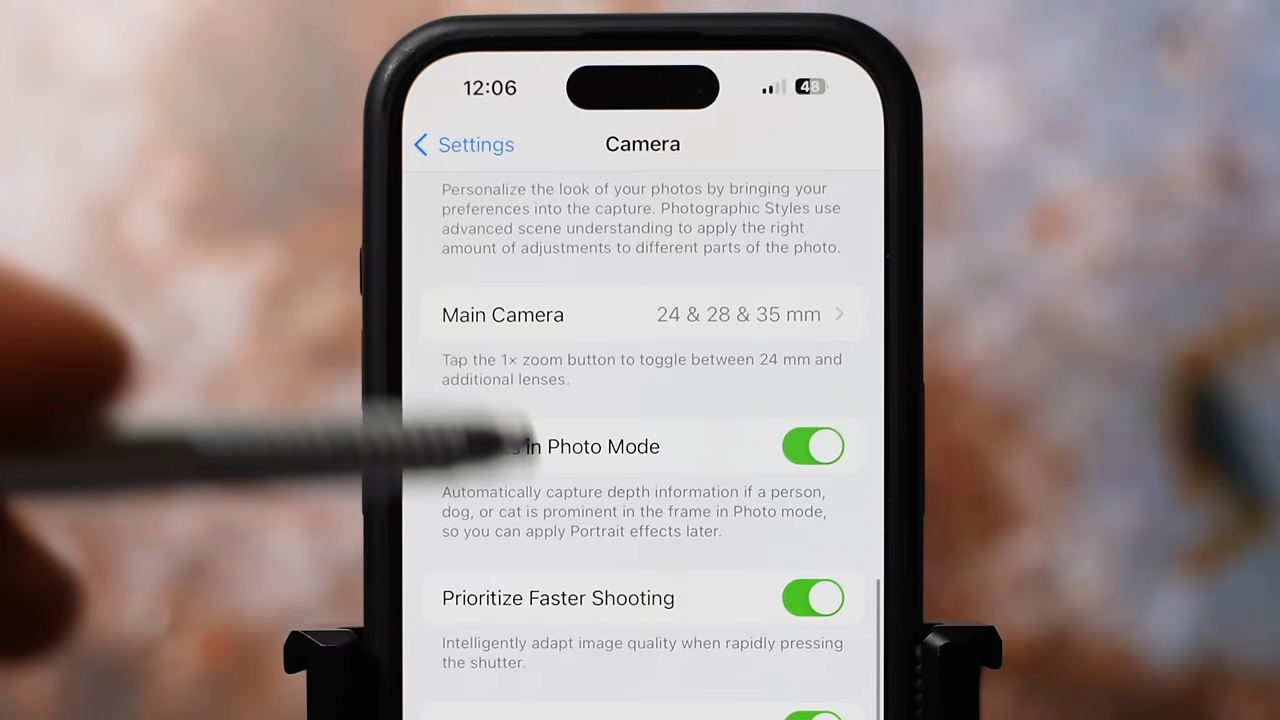 12:06
48
Settings
Camera
Personalize the look of your photos by bringing your
preferences into the capture. Photographic Styles use
advanced scene understanding to apply the right
amount of adjustments to different parts of the photo.
Main Camera 24 & 28 & 35 mm
Tap the 1× zoom button to toggle between 24 mm and
additional lenses.
in Photo Mode
Automatically capture depth information if a person,
dog, or cat is prominent in the frame in Photo mode,
so you can apply Portrait effects later.
Prioritize Faster Shooting
Intelligently adapt image quality when rapidly pressing
the shutter.